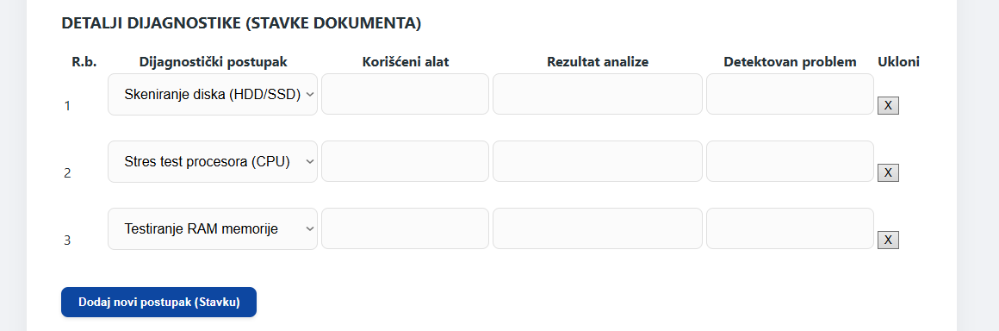 DETALJI DIJAGNOSTIKE (STAVKE DOKUMENTA)
R.b. Dijagnostički postupak Korišćeni alat Rezultat analize Detektovan problem Ukloni
1 Skeniranje diska (HDD/SSD) X
2 Stres test procesora (CPU) X
3 Testiranje RAM memorije X
Dodaj novi postupak (Stavku)